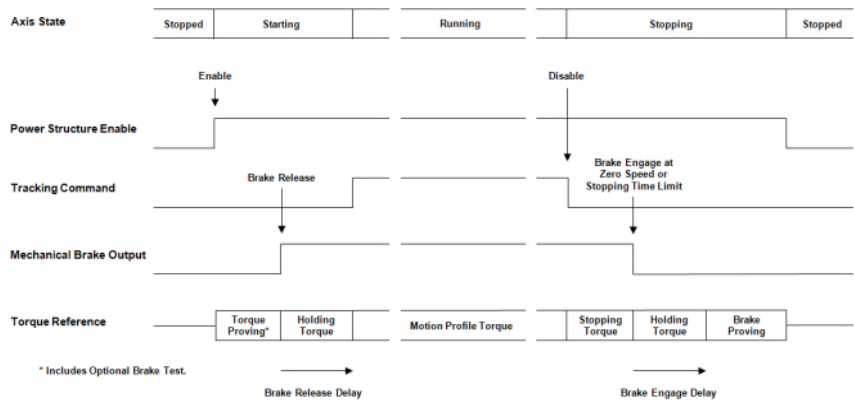 Axis State
Stopped
Starting
Running
Stopping
Stopped
Enable
Disable
Power Structure Enable
Brake Engage at
Zero Speed or
Stopping Time Limit
Brake Release
Tracking Command
Mechanical Brake Output
Torque Reference
Torque
Proving*
Holding
Torque
Motion Profile Torque
Stopping
Torque
Holding
Torque
Brake
Proving
* Includes Optional Brake Test.
Brake Release Delay
Brake Engage Delay